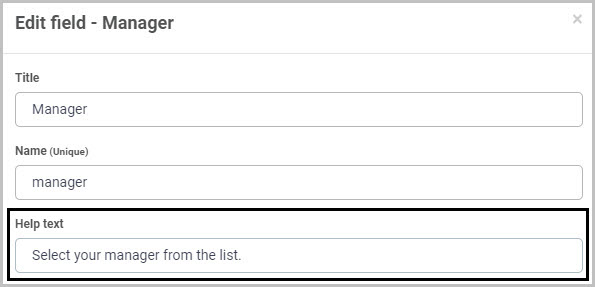 Edit field - Manager
×
Title
Manager
Name (Unique)
manager
Help text
Select your manager from the list.